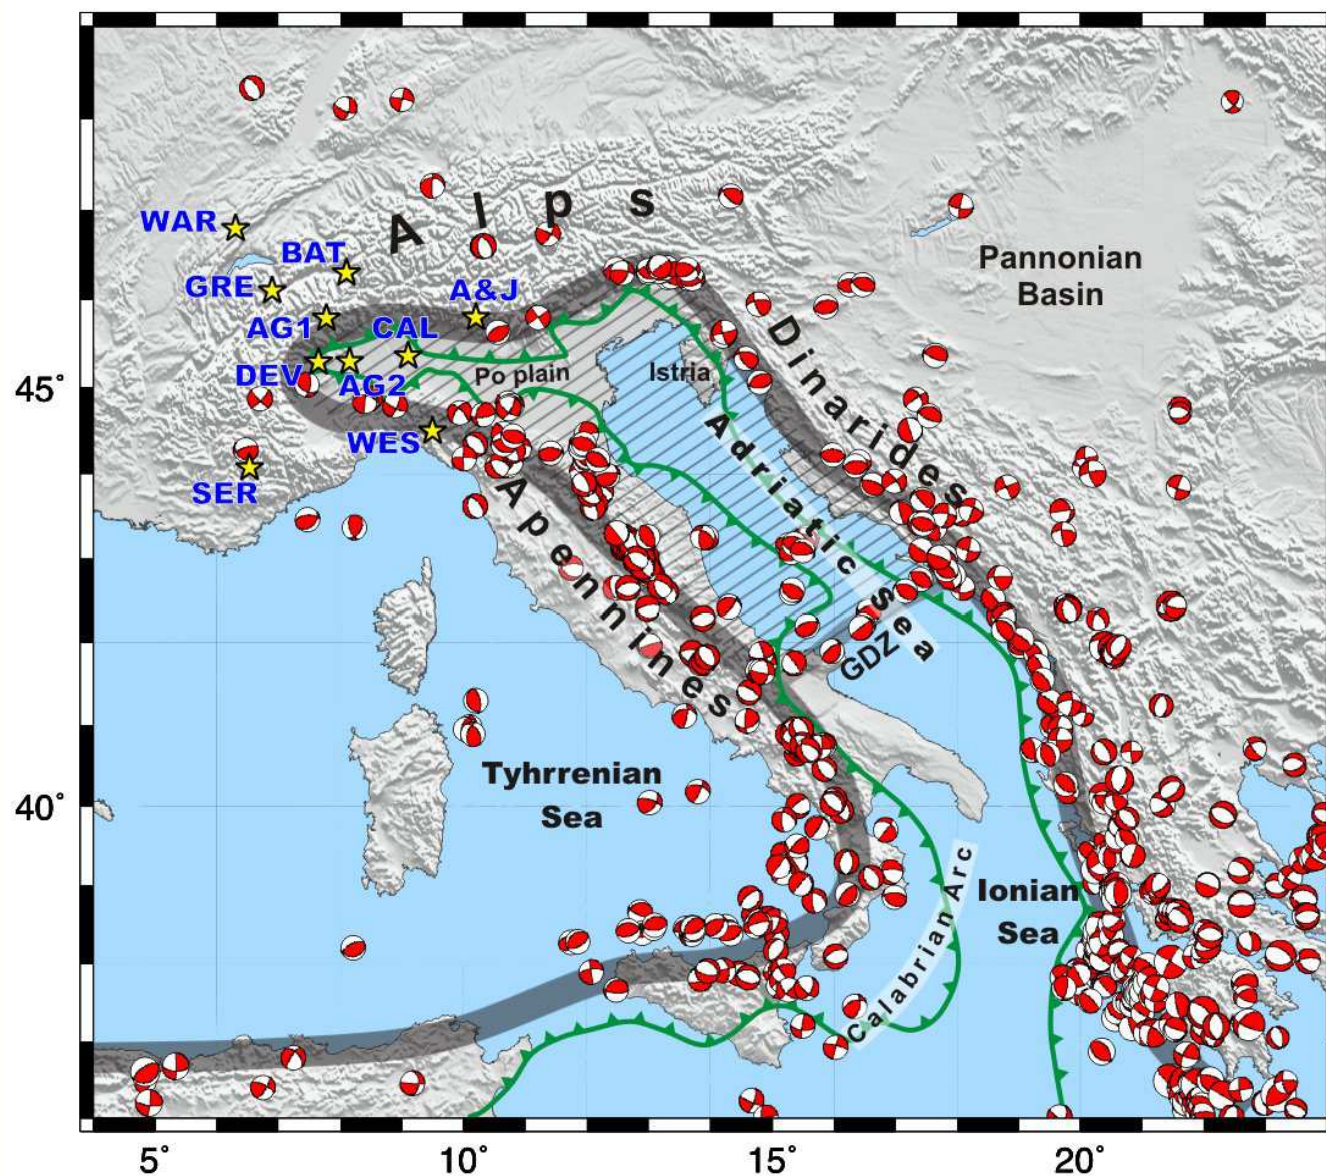 Alps
WAR
BAT
GRE
A&J
AG1
CAL
DEV
AG2
WES
SER
Po plain
Istria
Pannonian
Basin
Dinarides
Adriatic Sea
Apennines
GDZ
Tyhrrenian
Sea
Ionian
Sea
Calabrian Arc
45°
40°
5°
10°
15°
20°